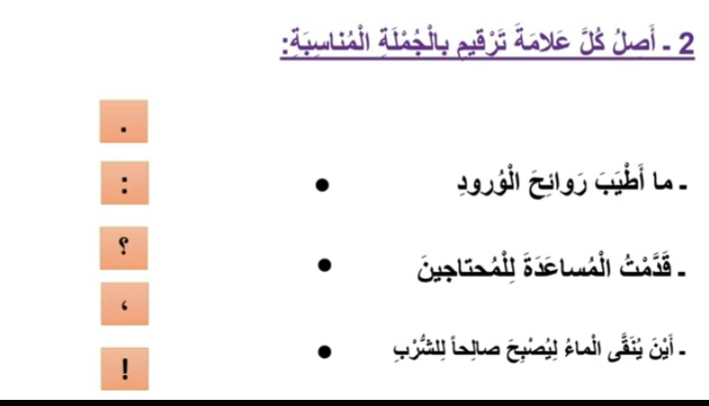 2 ـ أَصِلُ كُلَّ عَلامَةِ تَرْقيمٍ بِالْجُمْلَةِ الْمُناسِبَةِ:
.
:
ـ ما أَطْيَبَ رَوائِحَ الْوُرودِ •
؟
ـ قَدَّمْتُ الْمُساعَدَةَ لِلْمُحتاجينَ •
،
ـ أَيْنَ يُنَقَّى الْماءُ لِيُصْبِحَ صالِحاً لِلشُّرْبِ •
!